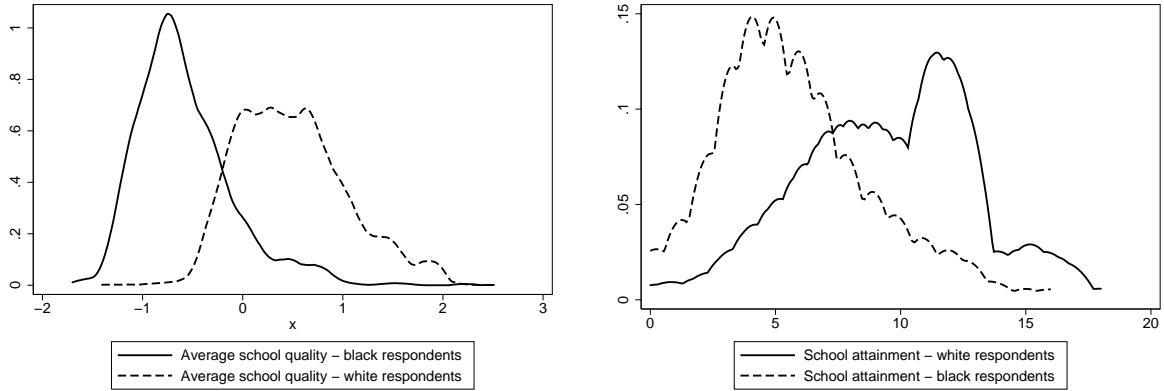 1
.8
.6
.4
.2
0
−2 −1 0 1 2 3
x
Average school quality − black respondents
Average school quality − white respondents
.15
.1
.05
0
0 5 10 15 20
School attainment − white respondents
School attainment − black respondents